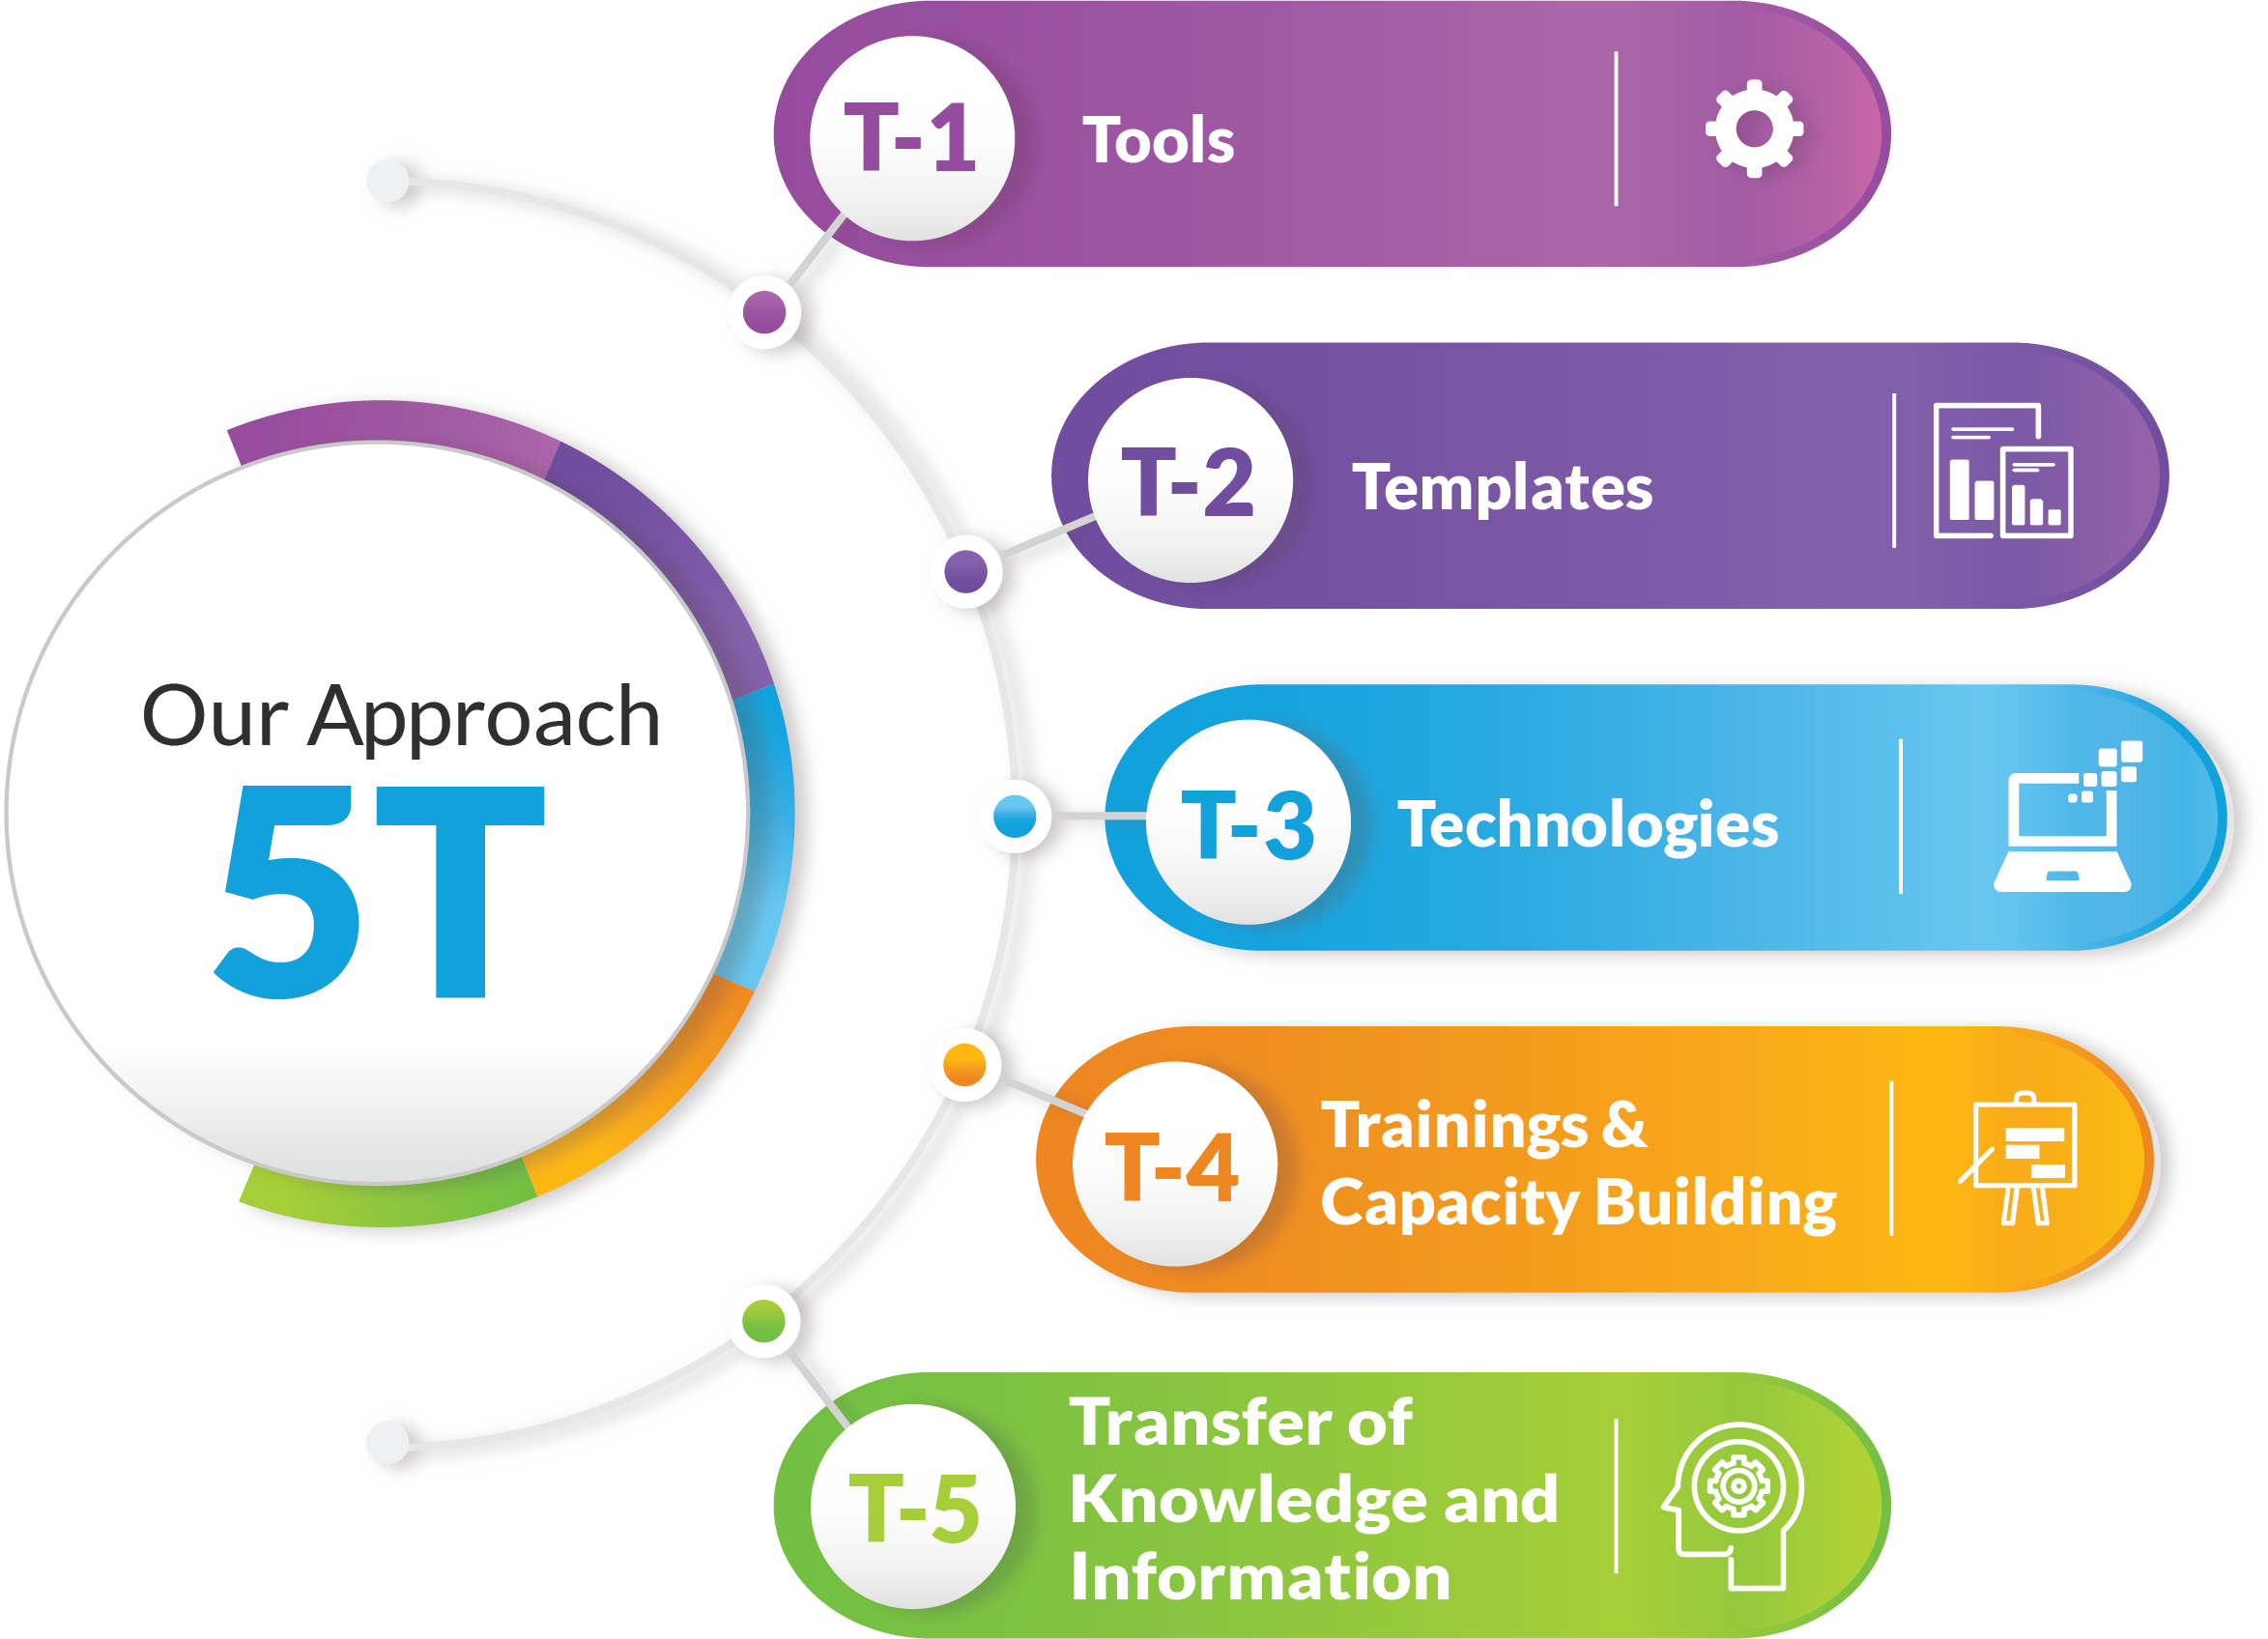 Our Approach
5T
T-1
Tools
T-2
Templates
T-3
Technologies
T-4
Trainings &
Capacity Building
T-5
Transfer of
Knowledge and
Information